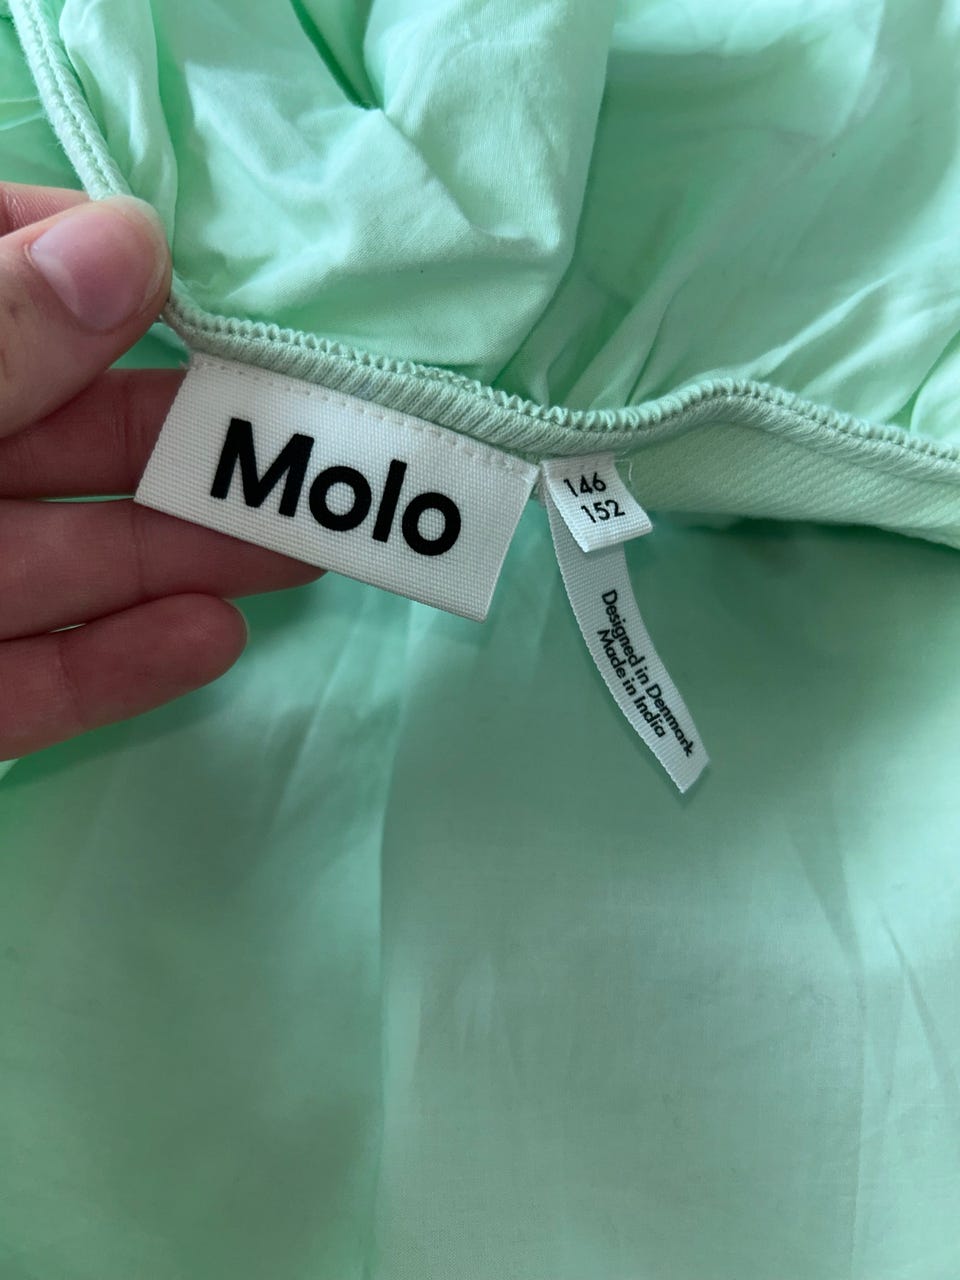 Molo
146
152
Designed in Denmark
Made in India